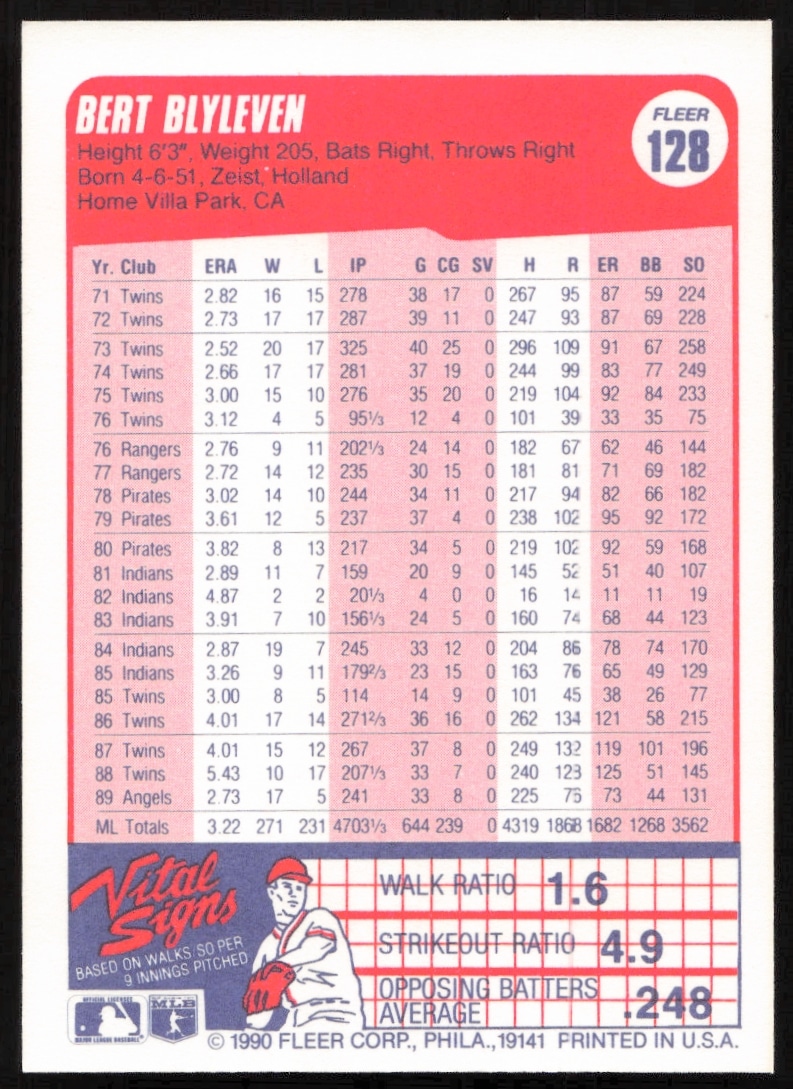 BERT BLYLEVEN
FLEER
128
Height 6'3", Weight 205, Bats Right, Throws Right
Born 4-6-51, Zeist, Holland
Home Villa Park, CA
Yr. Club ERA W L IP G CG SV H R ER BB SO
71 Twins 2.82 16 15 278 38 17 0 267 95 87 59 224
72 Twins 2.73 17 17 287 39 11 0 247 93 87 69 228
73 Twins 2.52 20 17 325 40 25 0 296 109 91 67 258
74 Twins 2.66 17 17 281 37 19 0 244 99 83 77 249
75 Twins 3.00 15 10 276 35 20 0 219 104 92 84 233
76 Twins 3.12 4 5 95⅓ 12 4 0 101 39 33 35 75
76 Rangers 2.76 9 11 202⅓ 24 14 0 182 67 62 46 144
77 Rangers 2.72 14 12 235 30 15 0 181 81 71 69 182
78 Pirates 3.02 14 10 244 34 11 0 217 94 82 66 182
79 Pirates 3.61 12 5 237 37 4 0 238 102 95 92 172
80 Pirates 3.82 8 13 217 34 5 0 219 102 92 59 168
81 Indians 2.89 11 7 159 20 9 0 145 52 51 40 107
82 Indians 4.87 2 2 20⅓ 4 0 0 16 14 11 11 19
83 Indians 3.91 7 10 156⅓ 24 5 0 160 74 68 44 123
84 Indians 2.87 19 7 245 33 12 0 204 86 78 74 170
85 Indians 3.26 9 11 179⅔ 23 15 0 163 76 65 49 129
85 Twins 3.00 8 5 114 14 9 0 101 45 38 26 77
86 Twins 4.01 17 14 271⅔ 36 16 0 262 134 121 58 215
87 Twins 4.01 15 12 267 37 8 0 249 132 119 101 196
88 Twins 5.43 10 17 207⅓ 33 7 0 240 128 125 51 145
89 Angels 2.73 17 5 241 33 8 0 225 76 73 44 131
ML Totals 3.22 271 231 4703⅓ 644 239 0 4319 1868 1682 1268 3562
Vital
Signs
BASED ON WALKS, SO PER
9 INNINGS PITCHED
WALK RATIO 1.6
STRIKEOUT RATIO 4.9
OPPOSING BATTERS
AVERAGE .248
OFFICIAL LICENSEE
MAJOR LEAGUE BASEBALL
MLB
© 1990 FLEER CORP., PHILA., 19141 PRINTED IN U.S.A.